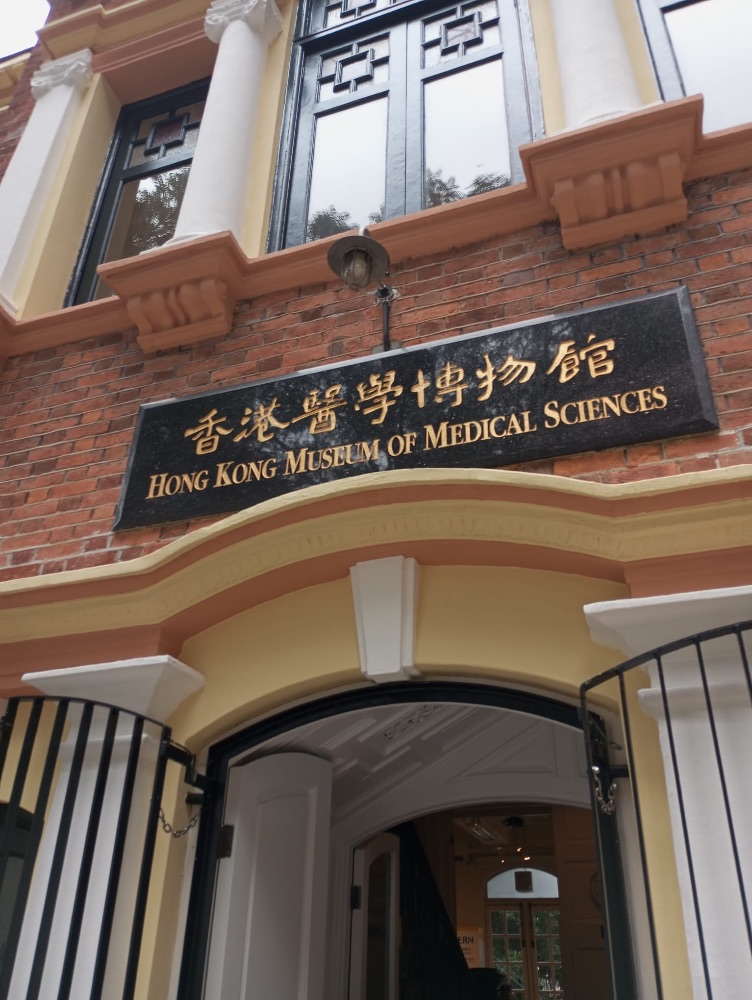 香港醫學博物館
HONG KONG MUSEUM OF MEDICAL SCIENCES